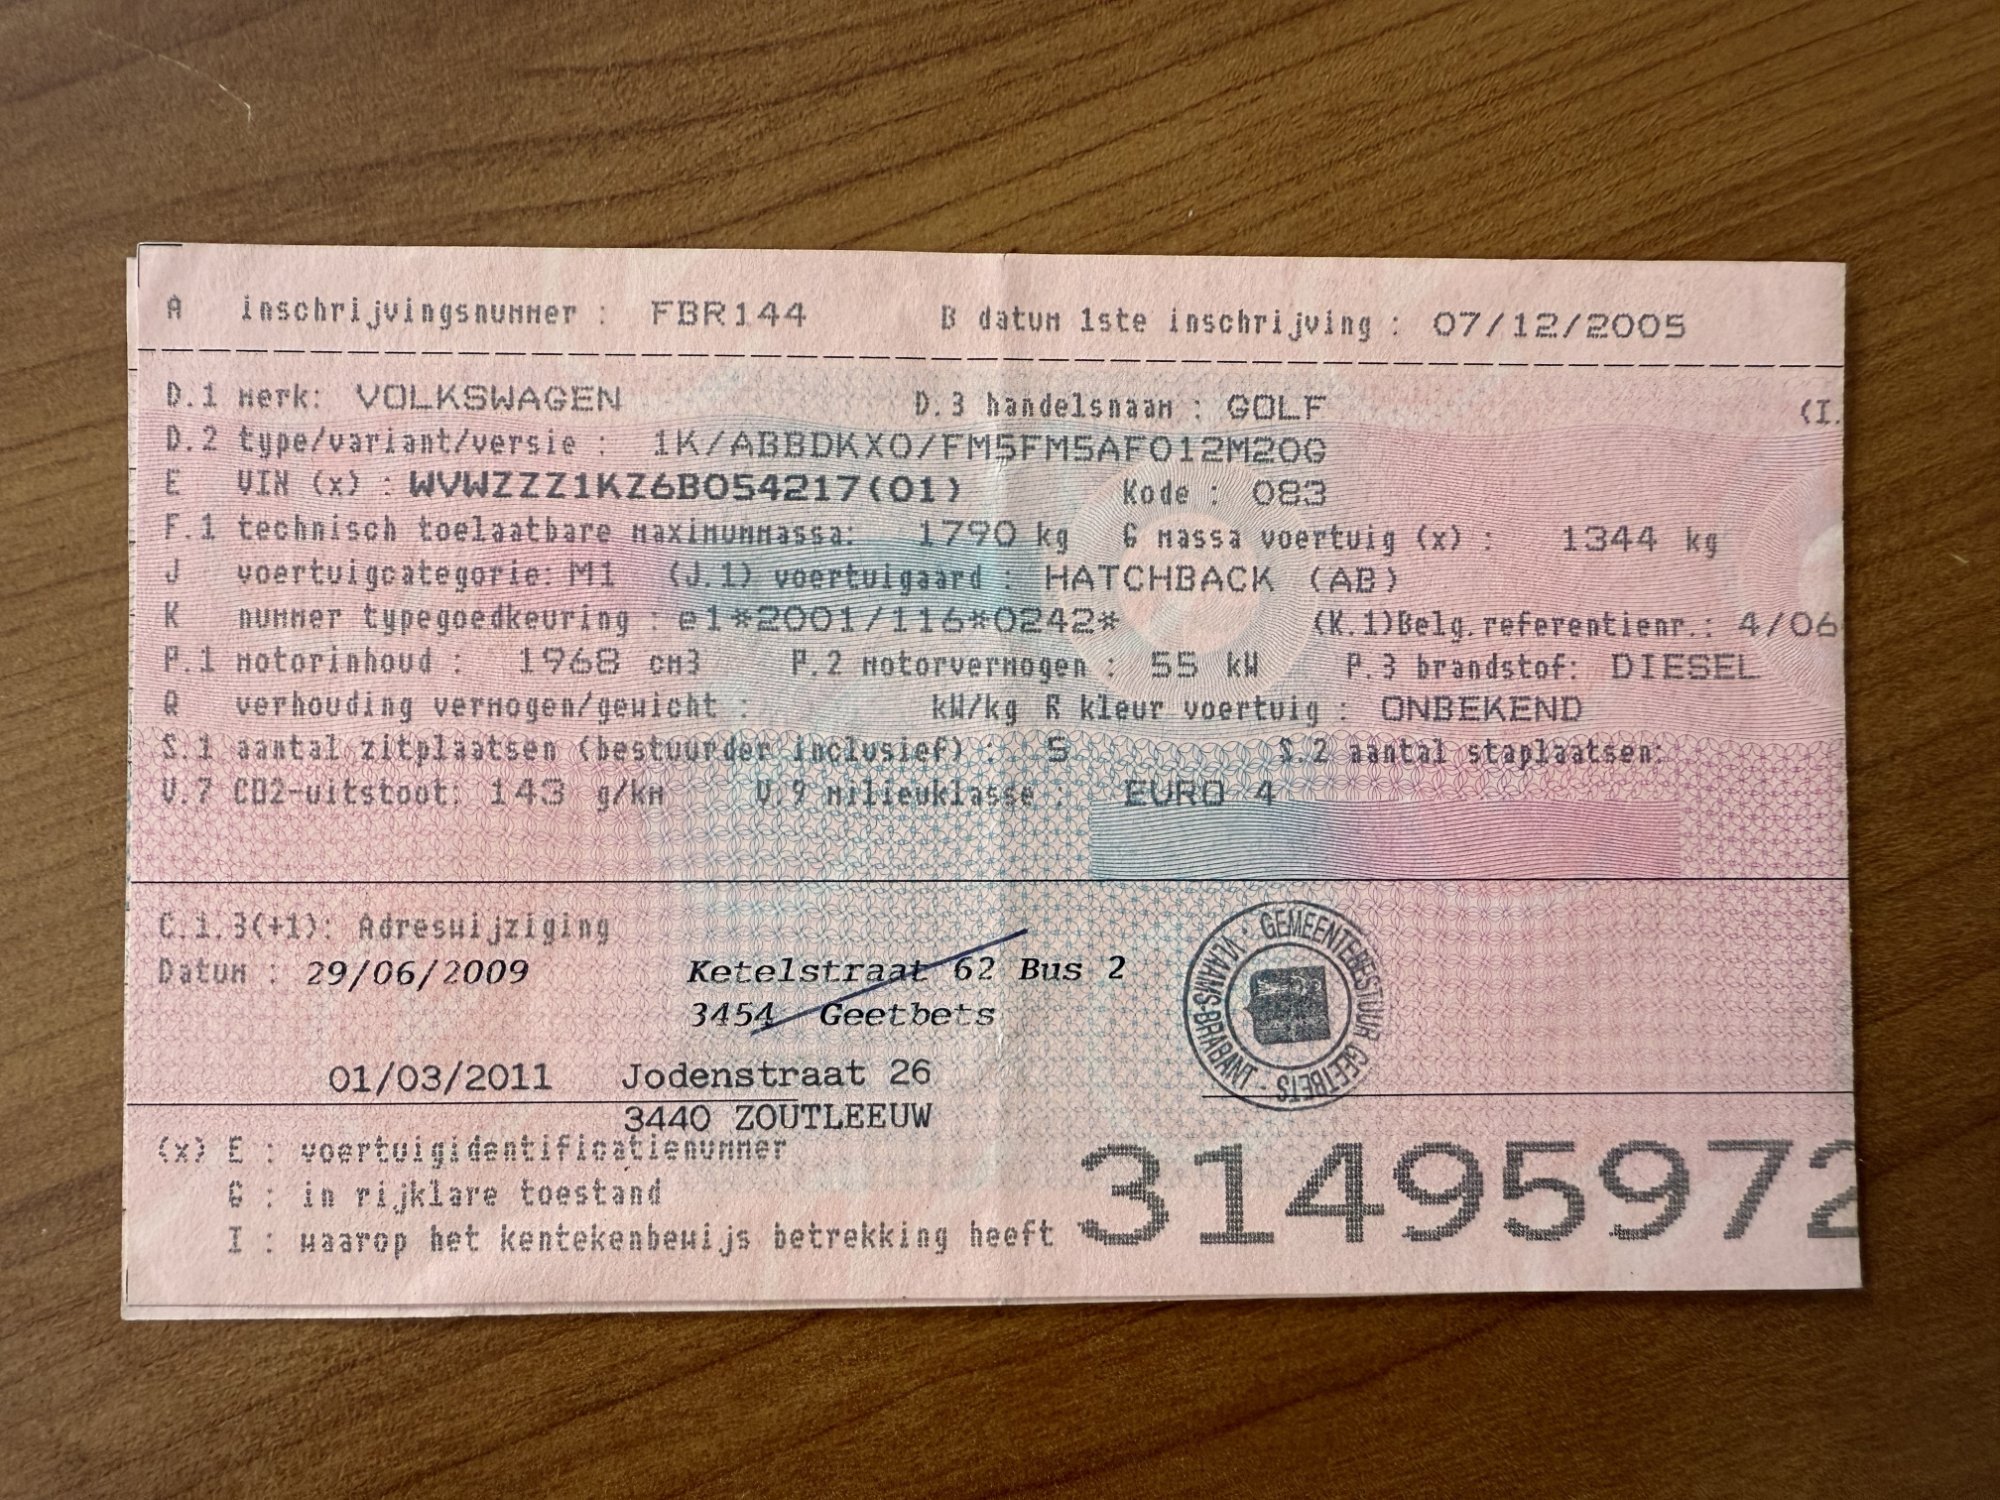 A inschrijvingsnummer : FBR144 B datum 1ste inschrijving : 07/12/2005
D.1 merk: VOLKSWAGEN D.3 handelsnaam : GOLF (I.
D.2 type/variant/versie : 1K/ABBDKX0/FM5FM5AF012M20G
E VIN (x) : WVWZZZ1KZ6B054217(01) Kode : 083
F.1 technisch toelaatbare maximummassa: 1790 kg G massa voertuig (x) : 1344 kg
J voertuigcategorie: M1 (J.1) voertuigaard : HATCHBACK (AB)
K nummer typegoedkeuring : e1*2001/116*0242* (K.1)Belg.referentienr.: 4/06
P.1 motorinhoud : 1968 cm3 P.2 motorvermogen : 55 kW P.3 brandstof: DIESEL
Q verhouding vermogen/gewicht : kW/kg R kleur voertuig : ONBEKEND
S.1 aantal zitplaatsen (bestuurder inclusief) : 5 S.2 aantal staplaatsen:
V.7 CO2-uitstoot: 143 g/km V.9 milieuklasse : EURO 4
C.1.3(+1): Adreswijziging
Datum : 29/06/2009 Ketelstraat 62 Bus 2
3454 Geetbets
GEMEENTEBESTUUR GEETBETS - VLAAMS-BRABANT -
01/03/2011 Jodenstraat 26
3440 ZOUTLEEUW
(x) E : voertuigidentificatienummer
G : in rijklare toestand
I : waarop het kentekenbewijs betrekking heeft
31495972